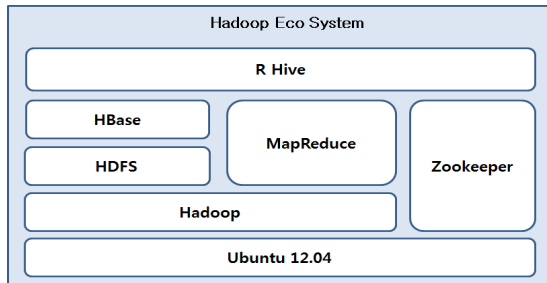 Hadoop Eco System
R Hive
HBase
MapReduce
HDFS
Zookeeper
Hadoop
Ubuntu 12.04